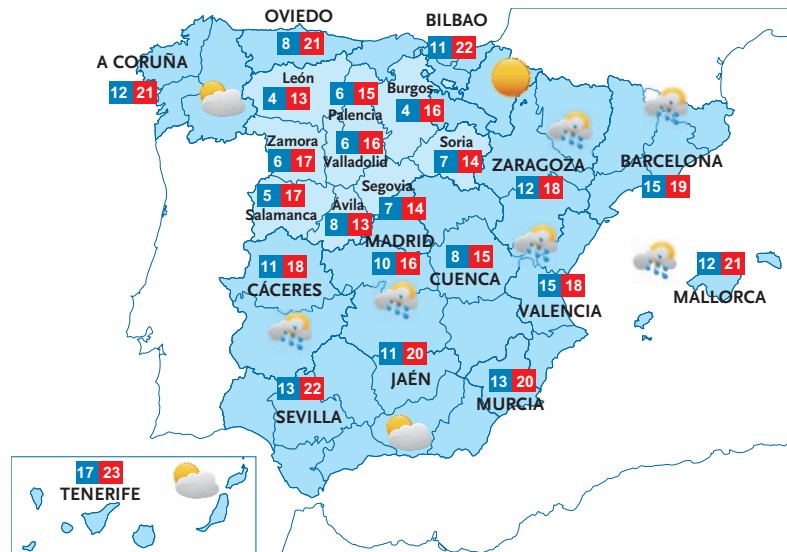 OVIEDO
8 21
BILBAO
11 22
A CORUÑA
12 21
León
4 13
6 15
Palencia
Burgos
4 16
Zamora
6 17
6 16
Valladolid
Soria
7 14
ZARAGOZA
12 18
BARCELONA
15 19
5 17
Salamanca
Ávila
8 13
Segovia
7 14
MADRID
10 16
8 15
CUENCA
11 18
CÁCERES
15 18
VALENCIA
12 21
MALLORCA
11 20
JAÉN
13 22
SEVILLA
13 20
MURCIA
17 23
TENERIFE